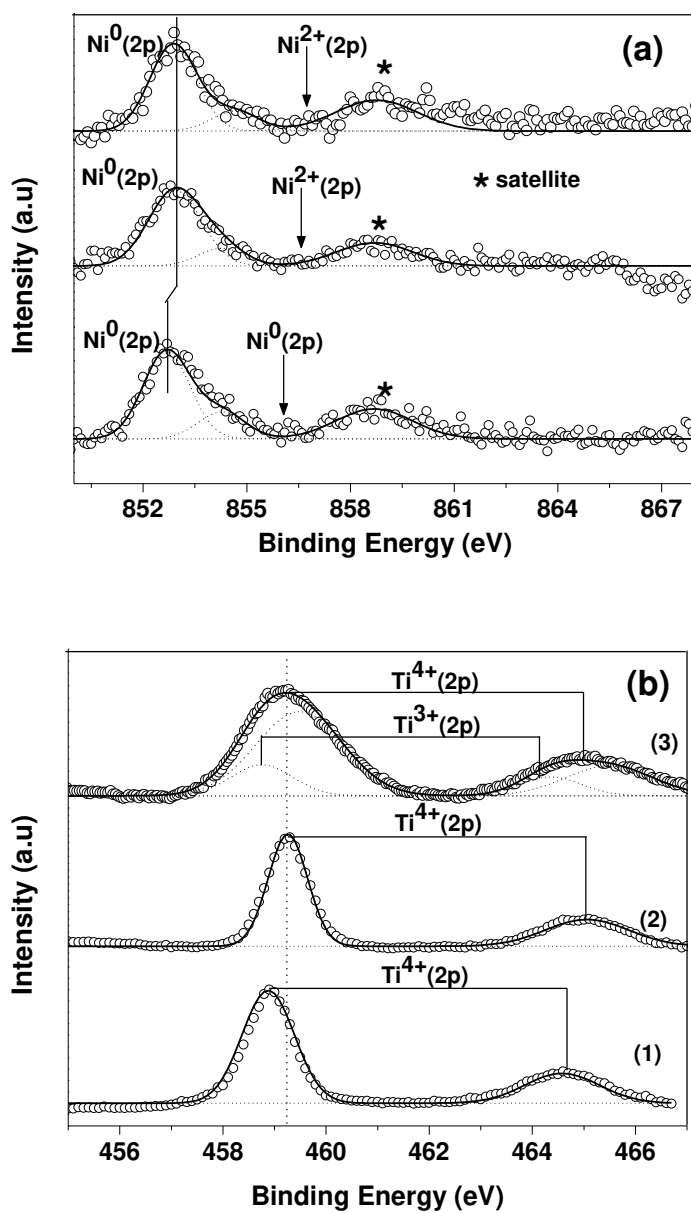 (a)
Ni0(2p) Ni2+(2p) *
Ni0(2p) Ni2+(2p) * * satellite
Ni0(2p) Ni0(2p) *
Intensity (a.u)
852 855 858 861 864 867
Binding Energy (eV)
(b)
Ti4+(2p)
Ti3+(2p)
(3)
Ti4+(2p)
(2)
Ti4+(2p)
(1)
Intensity (a.u)
456 458 460 462 464 466
Binding Energy (eV)